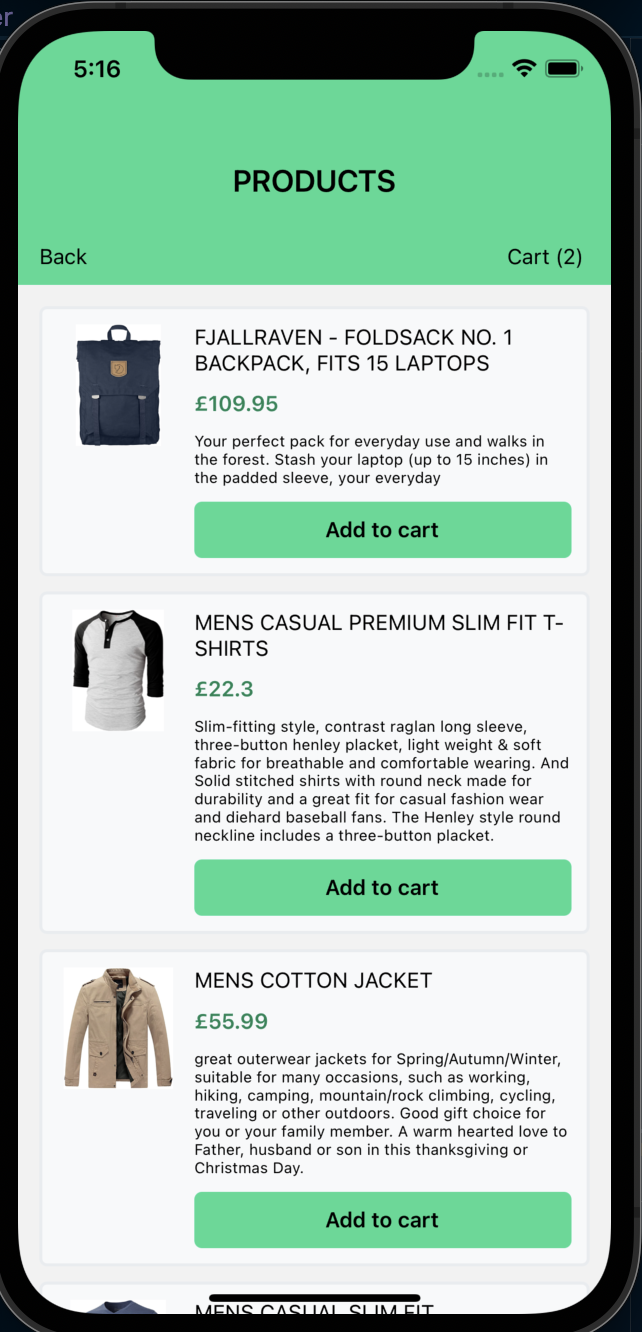 er
5:16
PRODUCTS
Back
Cart (2)
FJALLRAVEN - FOLDSACK NO. 1
BACKPACK, FITS 15 LAPTOPS
£109.95
Your perfect pack for everyday use and walks in
the forest. Stash your laptop (up to 15 inches) in
the padded sleeve, your everyday
Add to cart
MENS CASUAL PREMIUM SLIM FIT T-
SHIRTS
£22.3
Slim-fitting style, contrast raglan long sleeve,
three-button henley placket, light weight & soft
fabric for breathable and comfortable wearing. And
Solid stitched shirts with round neck made for
durability and a great fit for casual fashion wear
and diehard baseball fans. The Henley style round
neckline includes a three-button placket.
Add to cart
MENS COTTON JACKET
£55.99
great outerwear jackets for Spring/Autumn/Winter,
suitable for many occasions, such as working,
hiking, camping, mountain/rock climbing, cycling,
traveling or other outdoors. Good gift choice for
you or your family member. A warm hearted love to
Father, husband or son in this thanksgiving or
Christmas Day.
Add to cart
MENS CASUAL SLIM FIT